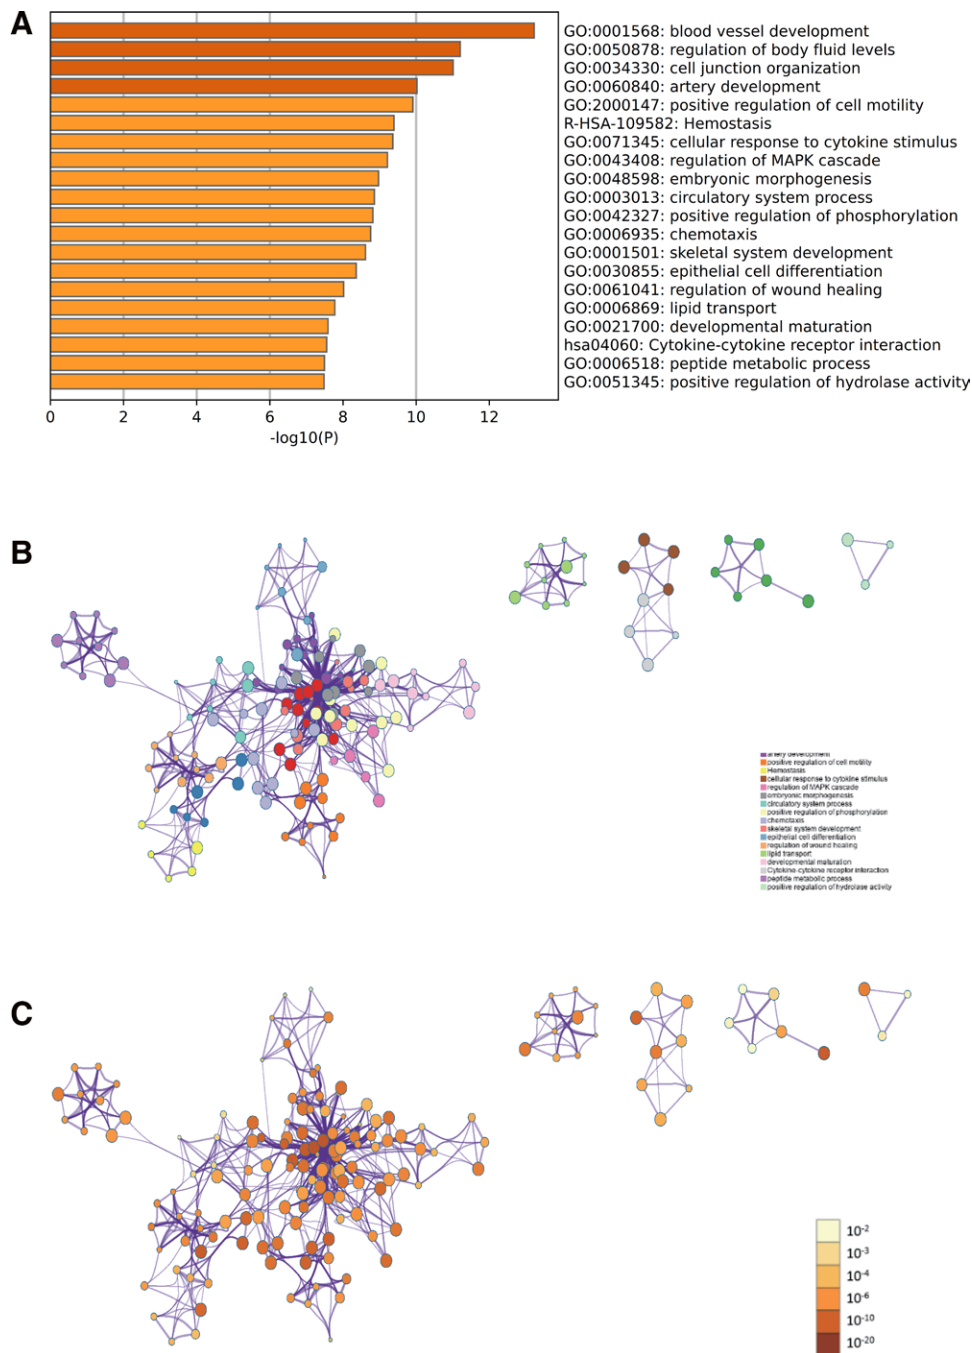 A
GO:0001568: blood vessel development
GO:0050878: regulation of body fluid levels
GO:0034330: cell junction organization
GO:0060840: artery development
GO:2000147: positive regulation of cell motility
R-HSA-109582: Hemostasis
GO:0071345: cellular response to cytokine stimulus
GO:0043408: regulation of MAPK cascade
GO:0048598: embryonic morphogenesis
GO:0003013: circulatory system process
GO:0042327: positive regulation of phosphorylation
GO:0006935: chemotaxis
GO:0001501: skeletal system development
GO:0030855: epithelial cell differentiation
GO:0061041: regulation of wound healing
GO:0006869: lipid transport
GO:0021700: developmental maturation
hsa04060: Cytokine-cytokine receptor interaction
GO:0006518: peptide metabolic process
GO:0051345: positive regulation of hydrolase activity
0 2 4 6 8 10 12
-log10(P)
B
artery development
positive regulation of cell motility
Hemostasis
cellular response to cytokine stimulus
regulation of MAPK cascade
embryonic morphogenesis
circulatory system process
positive regulation of phosphorylation
chemotaxis
skeletal system development
epithelial cell differentiation
regulation of wound healing
lipid transport
developmental maturation
Cytokine-cytokine receptor interaction
peptide metabolic process
positive regulation of hydrolase activity
C
10-2
10-3
10-4
10-6
10-10
10-20